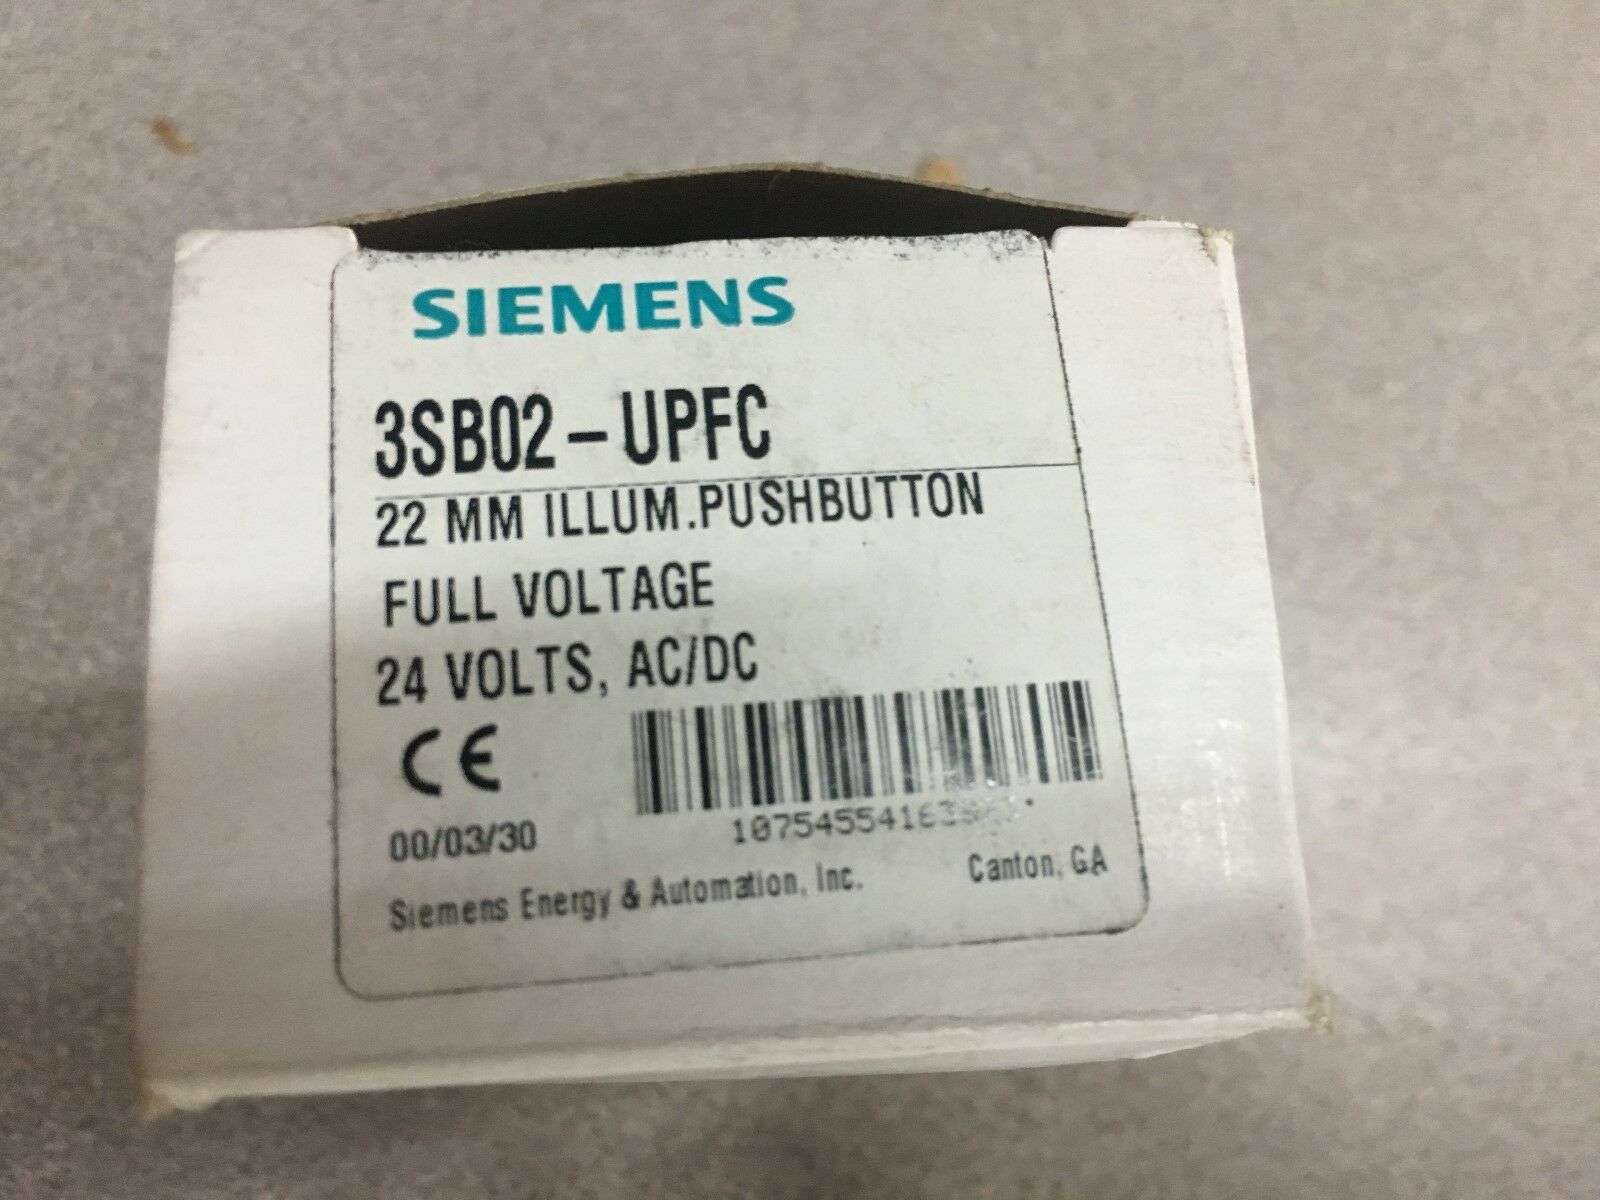 SIEMENS
3SB02-UPFC
22 MM ILLUM.PUSHBUTTON
FULL VOLTAGE
24 VOLTS, AC/DC
CE
00/03/30
Siemens Energy & Automation, Inc. Canton, GA